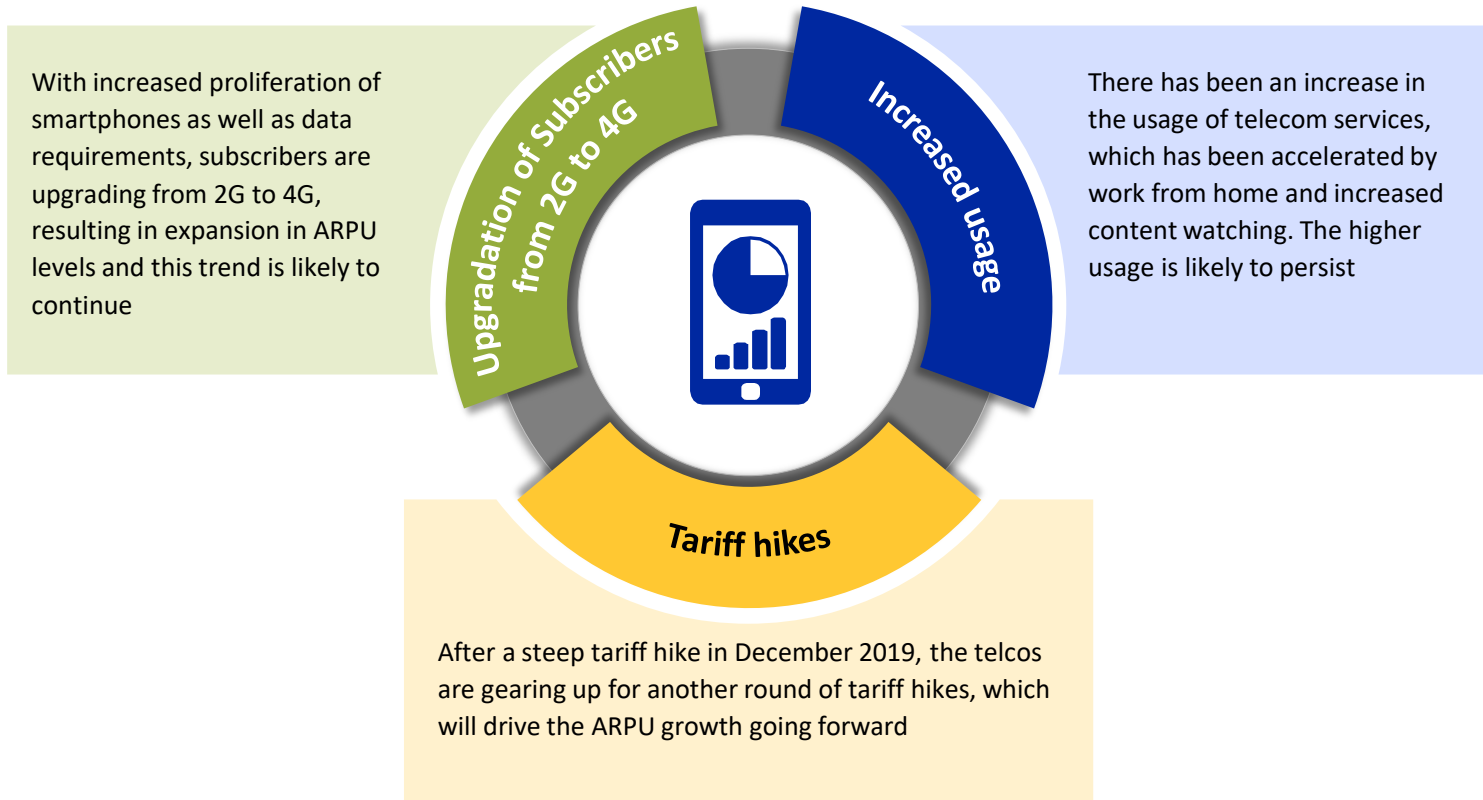 With increased proliferation of
smartphones as well as data
requirements, subscribers are
upgrading from 2G to 4G,
resulting in expansion in ARPU
levels and this trend is likely to
continue
Upgradation of Subscribers
from 2G to 4G
Increased usage
There has been an increase in
the usage of telecom services,
which has been accelerated by
work from home and increased
content watching. The higher
usage is likely to persist
Tariff hikes
After a steep tariff hike in December 2019, the telcos
are gearing up for another round of tariff hikes, which
will drive the ARPU growth going forward